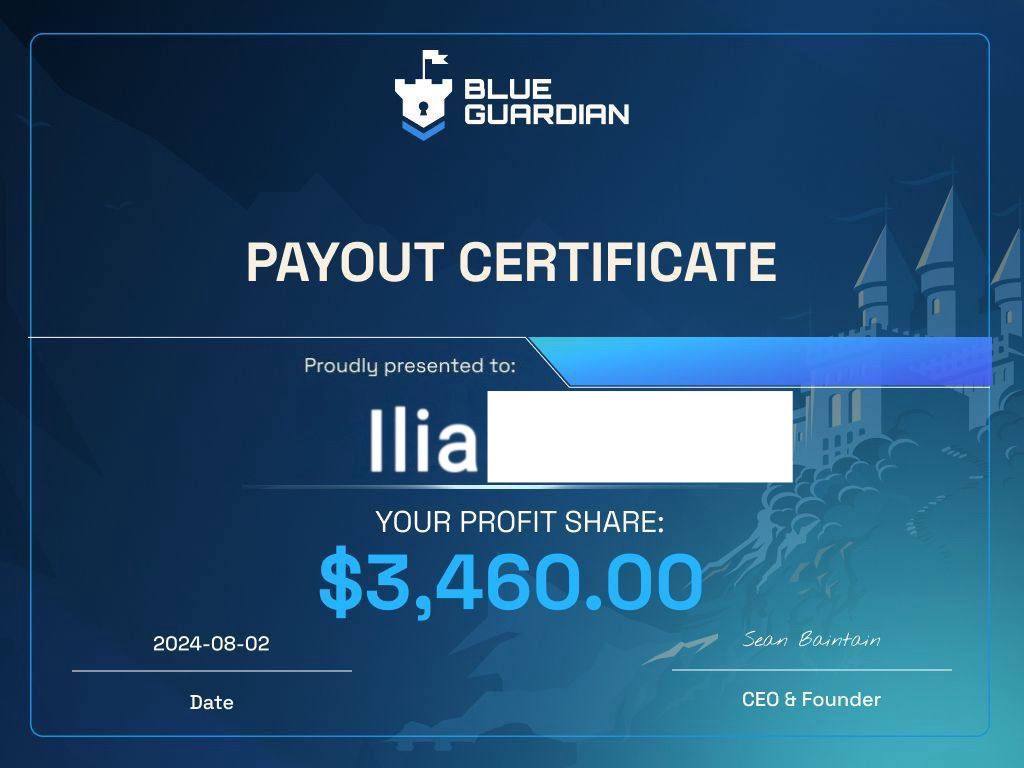 BLUE
GUARDIAN
PAYOUT CERTIFICATE
Proudly presented to:
Ilia
YOUR PROFIT SHARE:
$3,460.00
2024-08-02
Sean Baintain
Date
CEO & Founder